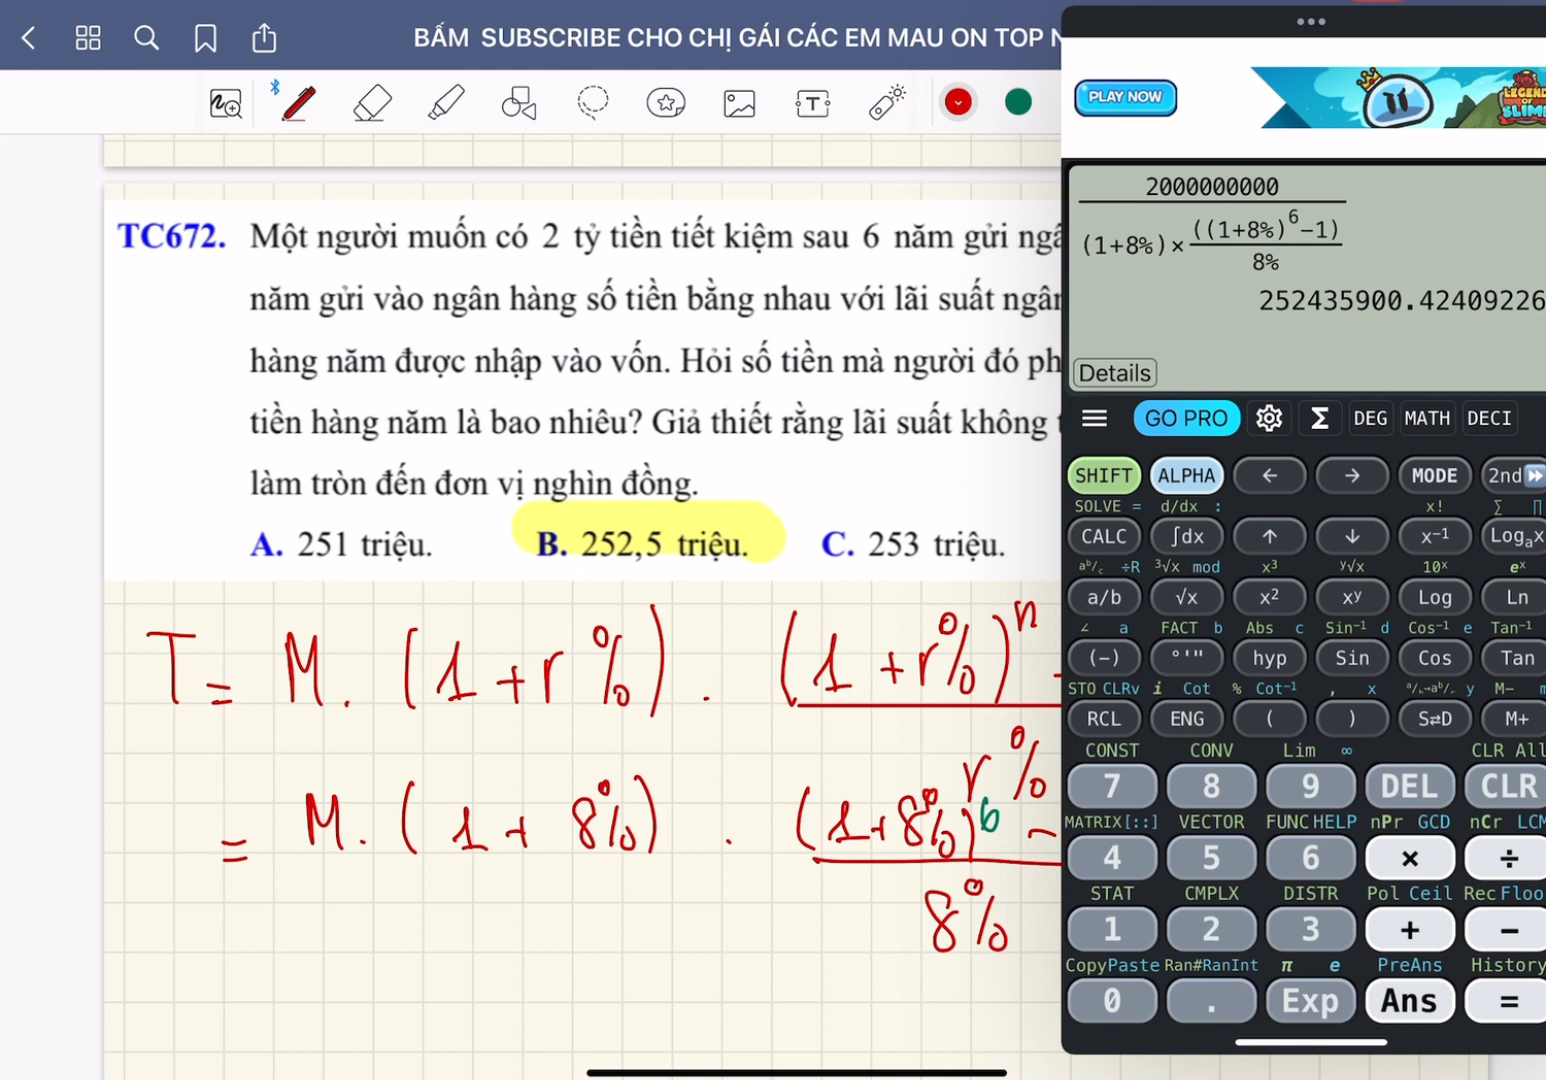 BẤM SUBSCRIBE CHO CHỊ GÁI CÁC EM MAU ON TOP
TC672. Một người muốn có 2 tỷ tiền tiết kiệm sau 6 năm gửi
năm gửi vào ngân hàng số tiền bằng nhau với lãi suất
hàng năm được nhập vào vốn. Hỏi số tiền mà người đó
tiền hàng năm là bao nhiêu? Giả thiết rằng lãi suất không
làm tròn đến đơn vị nghìn đồng.
A. 251 triệu. B. 252,5 triệu. C. 253 triệu.
T = M. (1 + r%) . (1 + r%)^n -
r%
= M. (1 + 8%) . (1 + 8%)^6 -
8%
PLAY NOW
LEGEND OF SLIME
2000000000
(1+8%)× ((1+8%)^6-1)
8%
252435900.42409226
Details
GO PRO Σ DEG MATH DECI
SHIFT ALPHA ← → MODE 2nd
SOLVE = d/dx : x! Σ ∏
CALC ∫dx ↑ ↓ x⁻¹ Logax
aᵇ/c ÷R ³√x mod x³ ʸ√x 10ˣ eˣ
a/b √x x² xʸ Log Ln
∠ a FACT b Abs c Sin⁻¹ d Cos⁻¹ e Tan⁻¹
(-) °'" hyp Sin Cos Tan
STO CLRv i Cot % Cot⁻¹ , x y M- m
RCL ENG ( ) S⇄D M+
CONST CONV Lim ∞ CLR All
7 8 9 DEL CLR
MATRIX[::] VECTOR FUNC HELP nPr GCD nCr LCM
4 5 6 × ÷
STAT CMPLX DISTR Pol Ceil Rec Floo
1 2 3 + −
Copy Paste Ran# RanInt π e PreAns History
0 . Exp Ans =